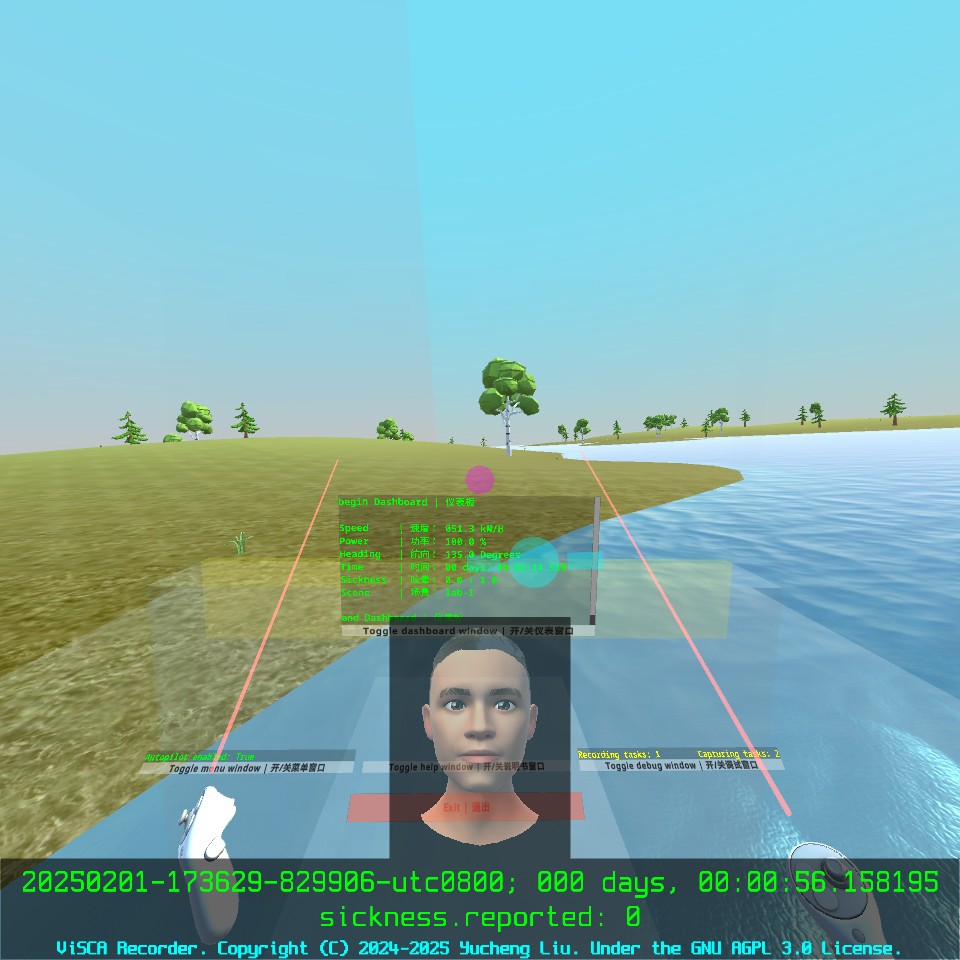 begin Dashboard | 仪表板
Speed | 速度: 051.3 kM/H
Power | 功率: 100.0 %
Heading | 航向: 135.0 Degrees
Time | 时间: 00 days,
Sickness | 眩晕: 0.0 / 1.0
Scene | 场景: Lab-1
end Dashboard |
Toggle dashboard window | 开/关仪表窗口
Autopilot enabled: True
Recording tasks: 1 Capturing tasks: 2
Toggle menu window | 开/关菜单窗口
Toggle help window | 开/关说明书窗口
Toggle debug window | 开/关调试窗口
Exit | 退出
20250201-173629-829906-utc0800; 000 days, 00:00:56.158195
sickness.reported: 0
ViSCA Recorder. Copyright (C) 2024-2025 Yucheng Liu. Under the GNU AGPL 3.0 License.